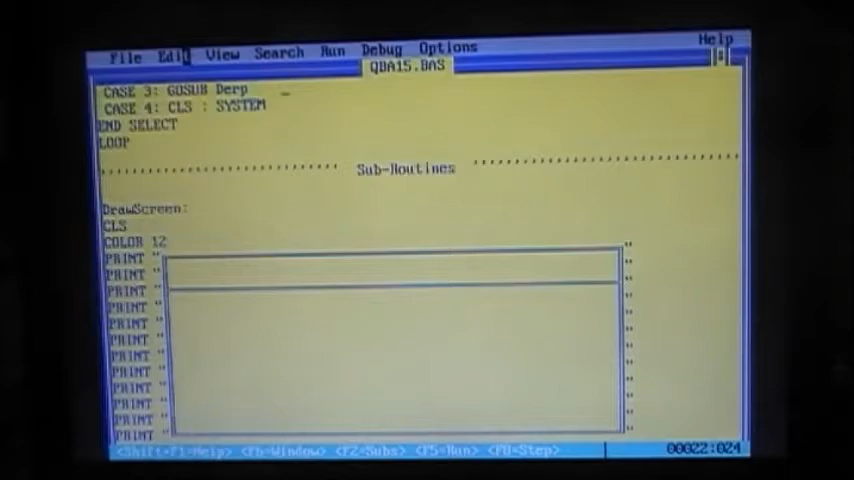 File Edit View Search Run Debug Options Help
QBA15.BAS
CASE 3: GOSUB Derp
CASE 4: CLS : SYSTEM
END SELECT
LOOP
'''''''''''''''''''''''''''''' Sub-Routines ''''''''''''''''''''''''''''''''''
DrawScreen:
CLS
COLOR 12
PRINT " "
PRINT " "
PRINT " "
PRINT " "
PRINT " "
PRINT " "
PRINT " "
PRINT " "
PRINT " "
PRINT " "
PRINT " "
PRINT " "
<Shift+F1=Help> <F6=Window> <F2=Subs> <F5=Run> <F8=Step> 00022:024